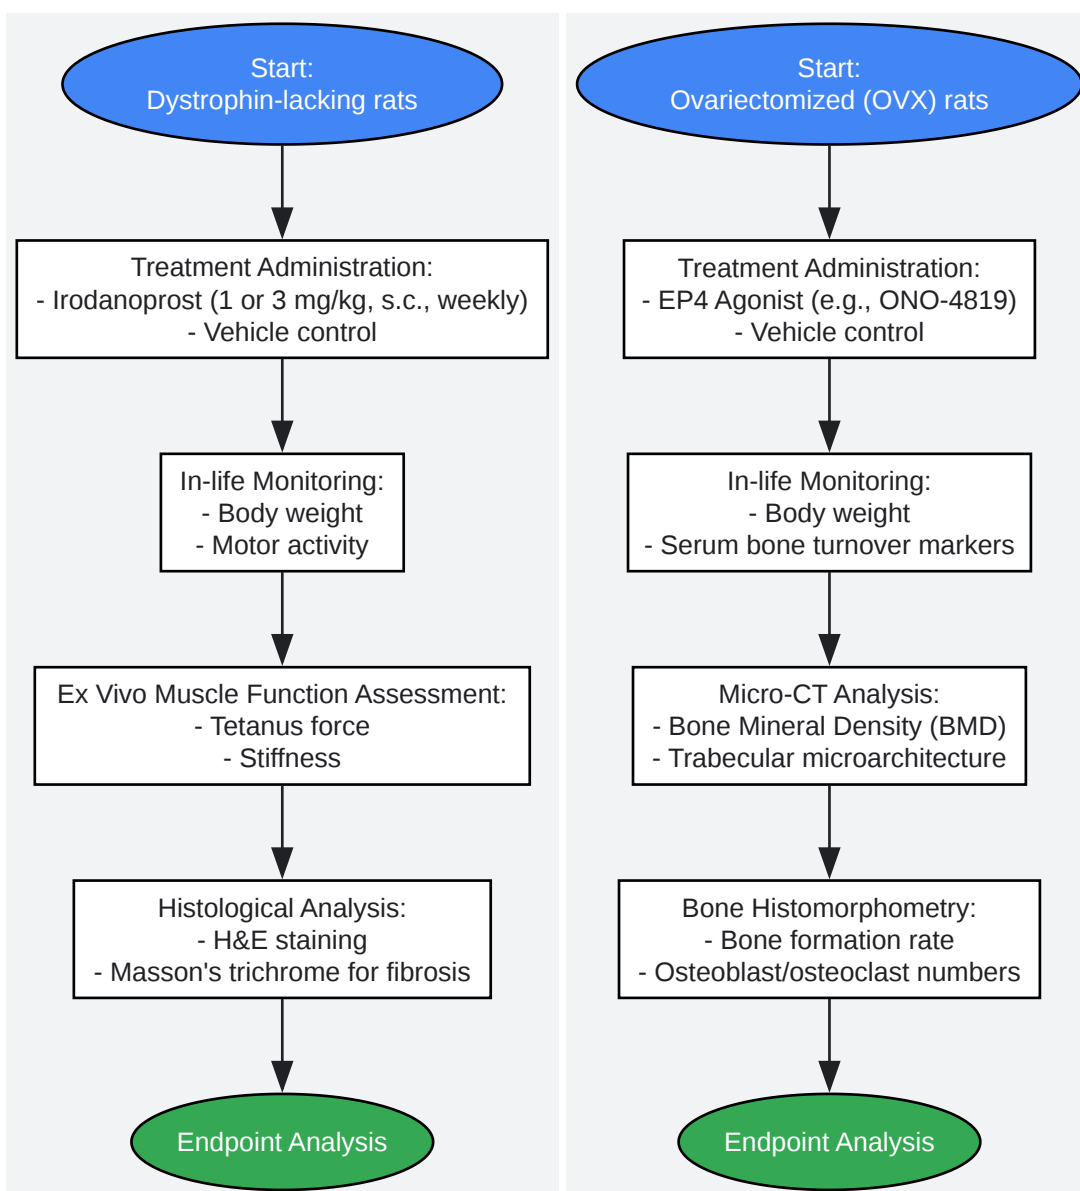 Start:
Dystrophin-lacking rats
Treatment Administration:
- Irodanoprost (1 or 3 mg/kg, s.c., weekly)
- Vehicle control
In-life Monitoring:
- Body weight
- Motor activity
Ex Vivo Muscle Function Assessment:
- Tetanus force
- Stiffness
Histological Analysis:
- H&E staining
- Masson's trichrome for fibrosis
Endpoint Analysis
Start:
Ovariectomized (OVX) rats
Treatment Administration:
- EP4 Agonist (e.g., ONO-4819)
- Vehicle control
In-life Monitoring:
- Body weight
- Serum bone turnover markers
Micro-CT Analysis:
- Bone Mineral Density (BMD)
- Trabecular microarchitecture
Bone Histomorphometry:
- Bone formation rate
- Osteoblast/osteoclast numbers
Endpoint Analysis